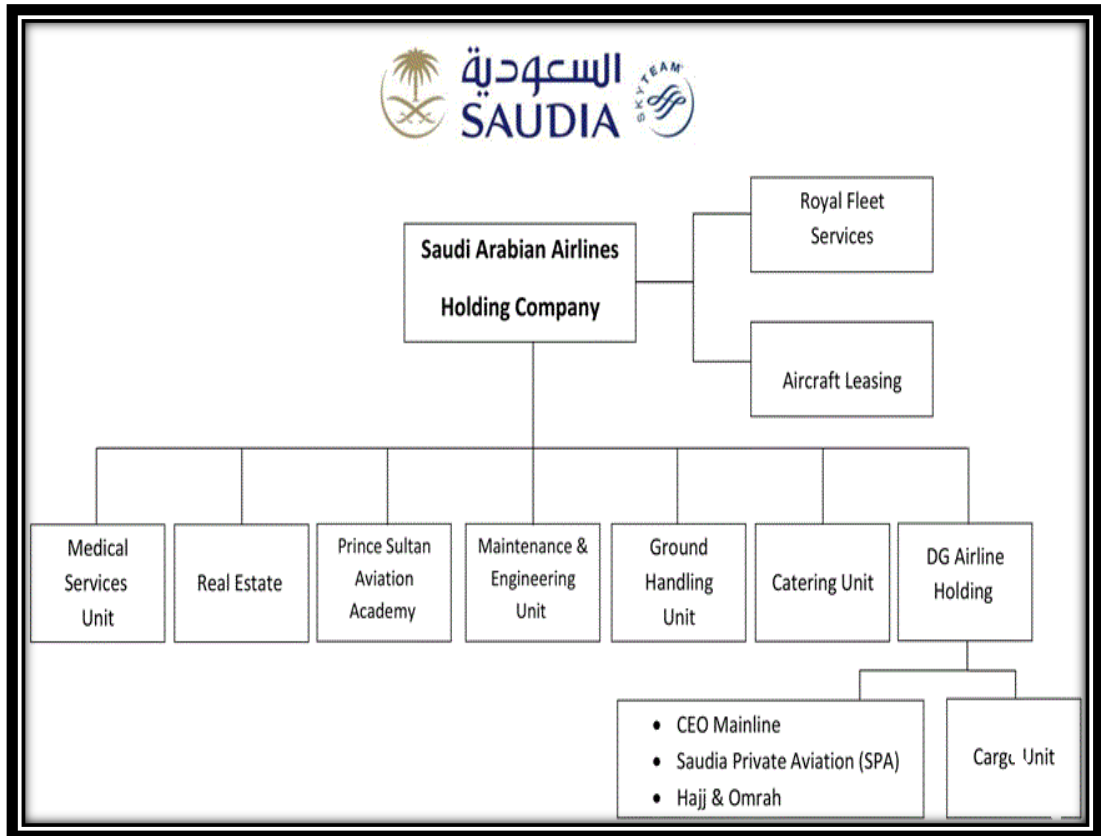 السعودية
SAUDIA
SKYTEAM
Royal Fleet
Services
Saudi Arabian Airlines
Holding Company
Aircraft Leasing
Medical
Services
Unit
Real Estate
Prince Sultan
Aviation
Academy
Maintenance &
Engineering
Unit
Ground
Handling
Unit
Catering Unit
DG Airline
Holding
• CEO Mainline
• Saudia Private Aviation (SPA)
• Hajj & Omrah
Cargo Unit